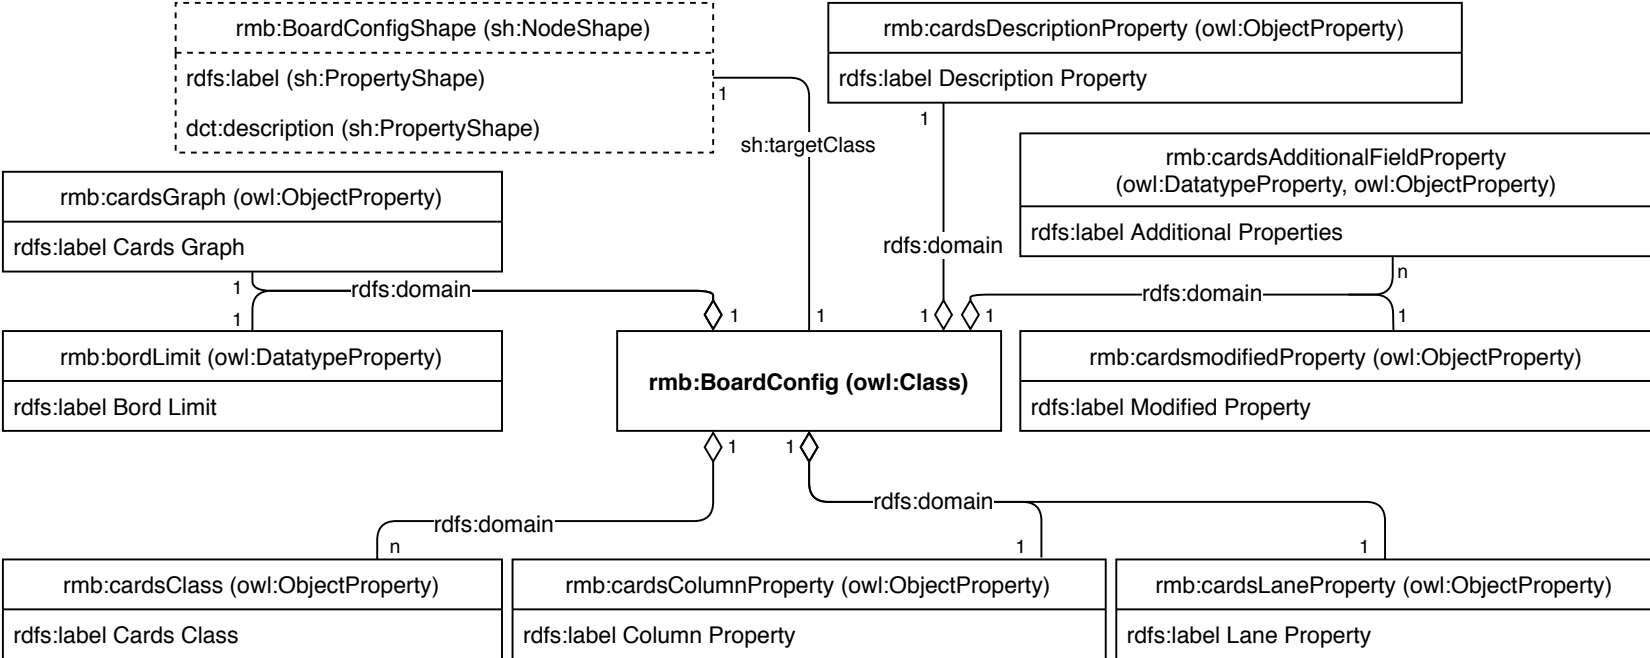 rmb:BoardConfigShape (sh:NodeShape)
rdfs:label (sh:PropertyShape)
dct:description (sh:PropertyShape)
1
sh:targetClass
1
rmb:cardsDescriptionProperty (owl:ObjectProperty)
rdfs:label Description Property
1
rdfs:domain
1
rmb:cardsAdditionalFieldProperty
(owl:DatatypeProperty, owl:ObjectProperty)
rdfs:label Additional Properties
n
rdfs:domain
1
1
rmb:cardsGraph (owl:ObjectProperty)
rdfs:label Cards Graph
1
rdfs:domain
1
1
rmb:bordLimit (owl:DatatypeProperty)
rdfs:label Bord Limit
rmb:BoardConfig (owl:Class)
rmb:cardsmodifiedProperty (owl:ObjectProperty)
rdfs:label Modified Property
1
1
rdfs:domain
rdfs:domain
n
1
1
rmb:cardsClass (owl:ObjectProperty)
rdfs:label Cards Class
rmb:cardsColumnProperty (owl:ObjectProperty)
rdfs:label Column Property
rmb:cardsLaneProperty (owl:ObjectProperty)
rdfs:label Lane Property